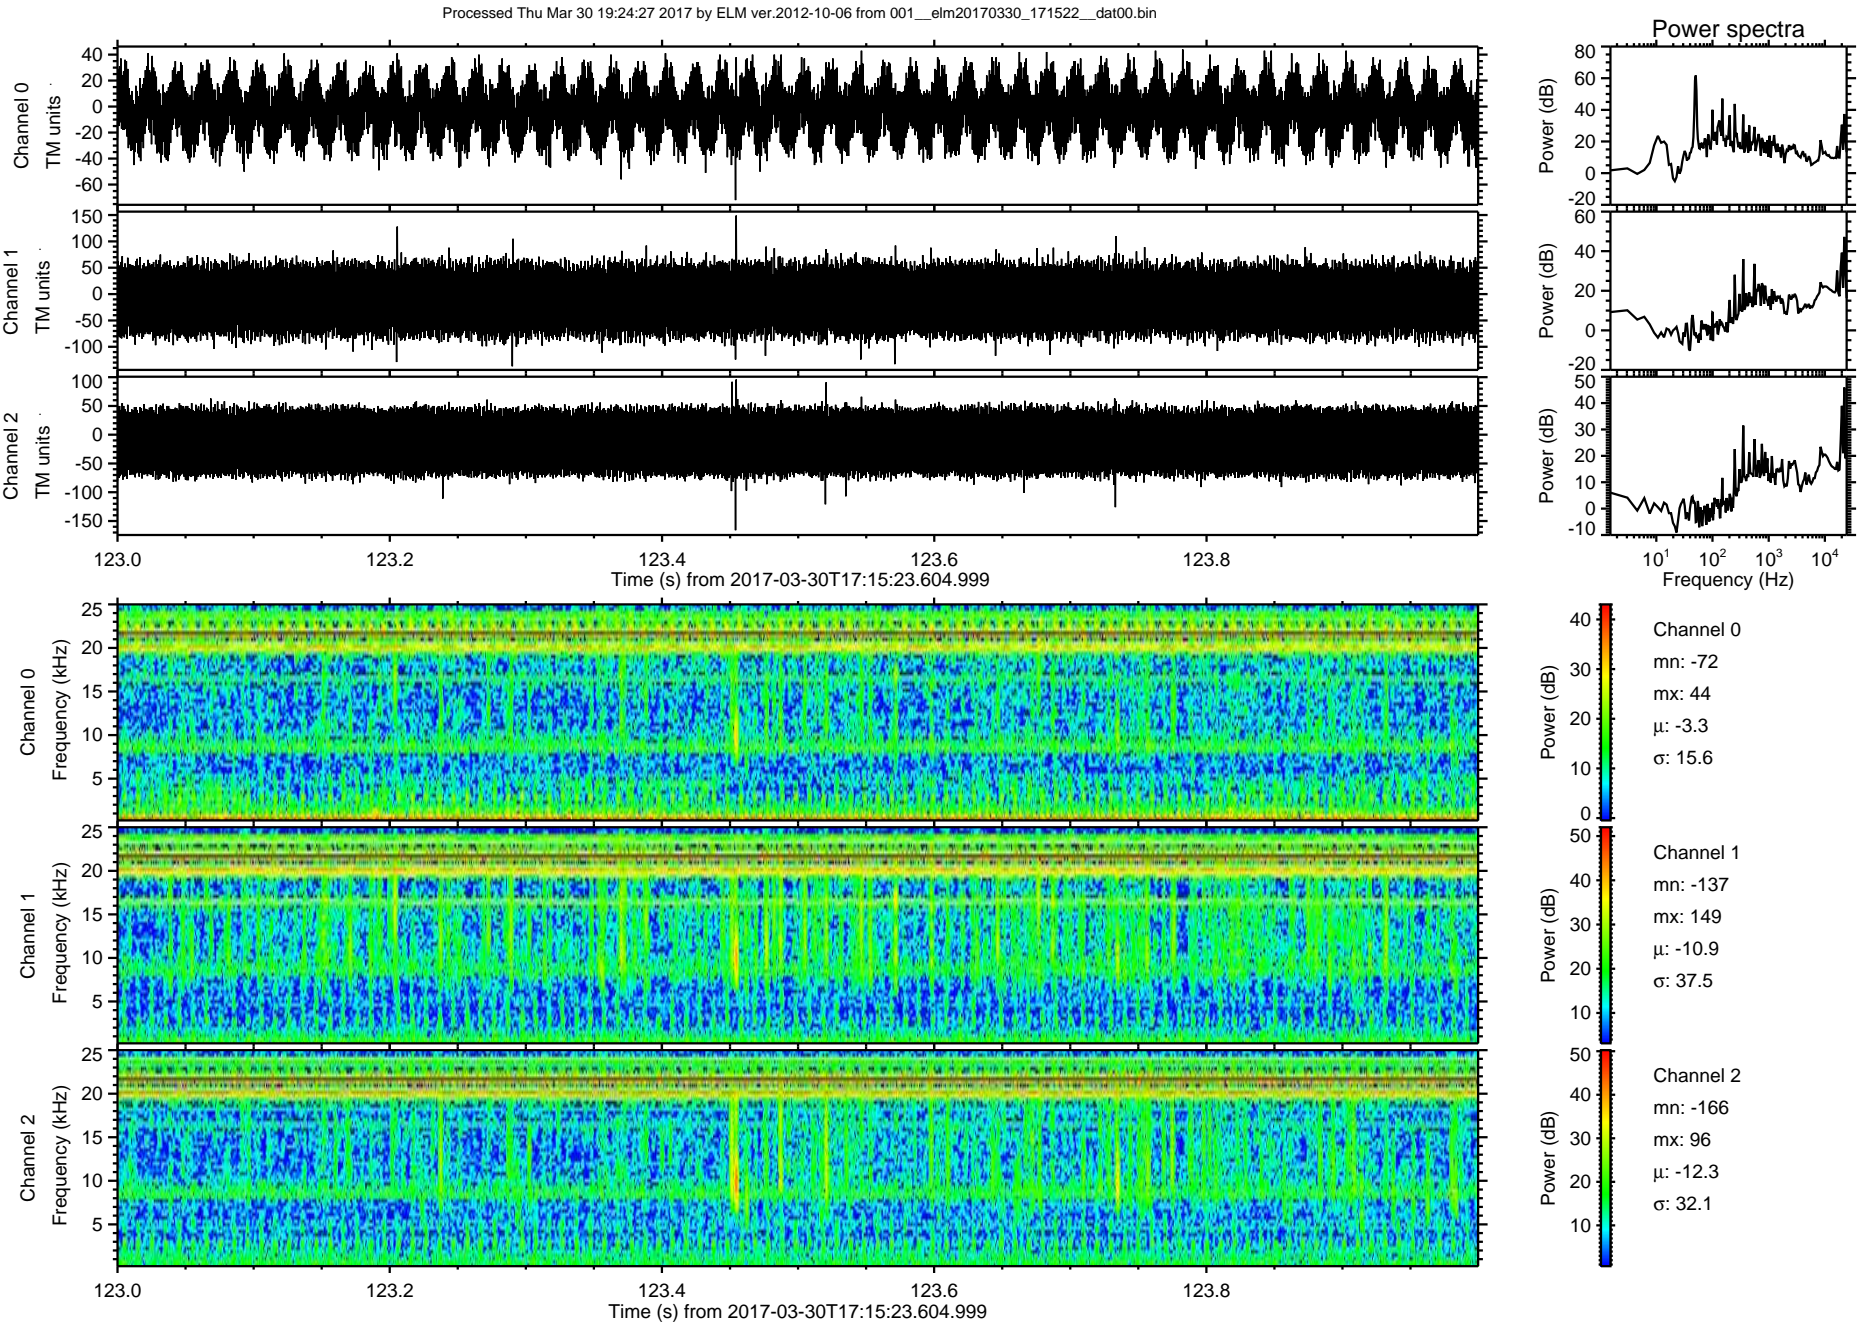 Processed Thu Mar 30 19:24:27 2017 by ELM ver.2012-10-06 from 001__elm20170330_171522__dat00.bin
Power spectra
Channel 0
TM units
40
20
0
-20
-40
-60
Power (dB)
80
60
40
20
0
-20
Channel 1
TM units
150
100
50
0
-50
-100
Power (dB)
60
40
20
0
-20
Channel 2
TM units
100
50
0
-50
-100
-150
Power (dB)
50
40
30
20
10
0
-10
123.0 123.2 123.4 123.6 123.8
Time (s) from 2017-03-30T17:15:23.604.999
10^1 10^2 10^3 10^4
Frequency (Hz)
Channel 0
Frequency (kHz)
25
20
15
10
5
Power (dB)
40
30
20
10
0
Channel 0
mn: -72
mx: 44
μ: -3.3
σ: 15.6
Channel 1
Frequency (kHz)
25
20
15
10
5
Power (dB)
50
40
30
20
10
Channel 1
mn: -137
mx: 149
μ: -10.9
σ: 37.5
Channel 2
Frequency (kHz)
25
20
15
10
5
Power (dB)
50
40
30
20
10
Channel 2
mn: -166
mx: 96
μ: -12.3
σ: 32.1
123.0 123.2 123.4 123.6 123.8
Time (s) from 2017-03-30T17:15:23.604.999